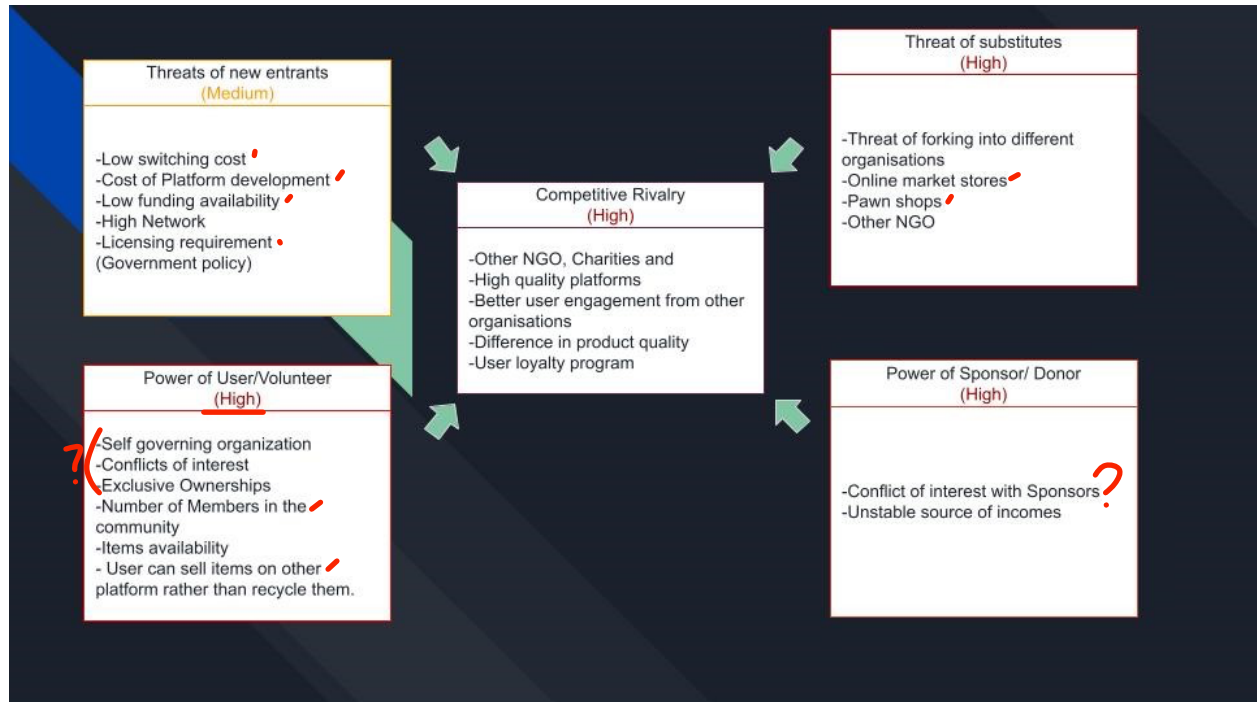 Threats of new entrants
(Medium)
-Low switching cost
-Cost of Platform development
-Low funding availability
-High Network
-Licensing requirement
(Government policy)
Threat of substitutes
(High)
-Threat of forking into different
organisations
-Online market stores
-Pawn shops
-Other NGO
Competitive Rivalry
(High)
-Other NGO, Charities and
-High quality platforms
-Better user engagement from other
organisations
-Difference in product quality
-User loyalty program
Power of User/Volunteer
(High)
?
-Self governing organization
-Conflicts of interest
-Exclusive Ownerships
-Number of Members in the
community
-Items availability
- User can sell items on other
platform rather than recycle them.
Power of Sponsor/ Donor
(High)
-Conflict of interest with Sponsors ?
-Unstable source of incomes